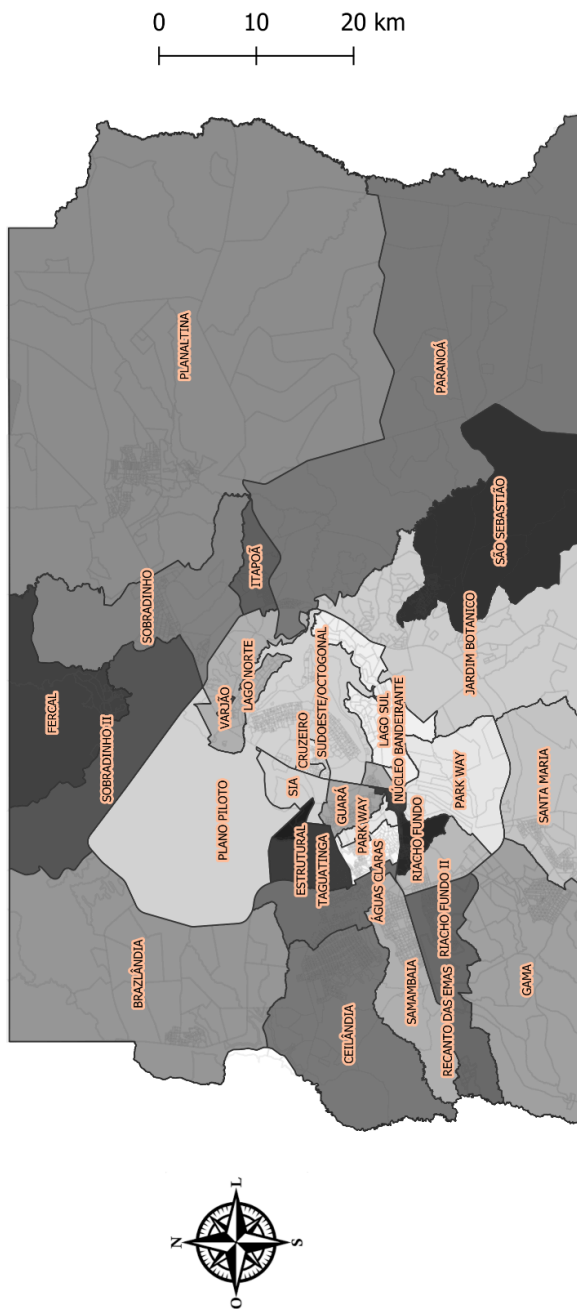 0 10 20 km
PLANALTINA
PARANOÁ
SÃO SEBASTIÃO
ITAPOÃ
SOBRADINHO
FERCAL
SOBRADINHO II
VARJÃO
LAGO NORTE
JARDIM BOTANICO
SUDOESTE/OCTOGONAL
CRUZEIRO
LAGO SUL
NÚCLEO BANDEIRANTE
PLANO PILOTO
SIA
GUARÁ
PARK WAY
PARK WAY
SANTA MARIA
ESTRUTURAL
TAGUATINGA
ÁGUAS CLARAS
RIACHO FUNDO
RIACHO FUNDO II
BRAZLÂNDIA
CEILÂNDIA
SAMAMBAIA
RECANTO DAS EMAS
GAMA
N
L
S
O